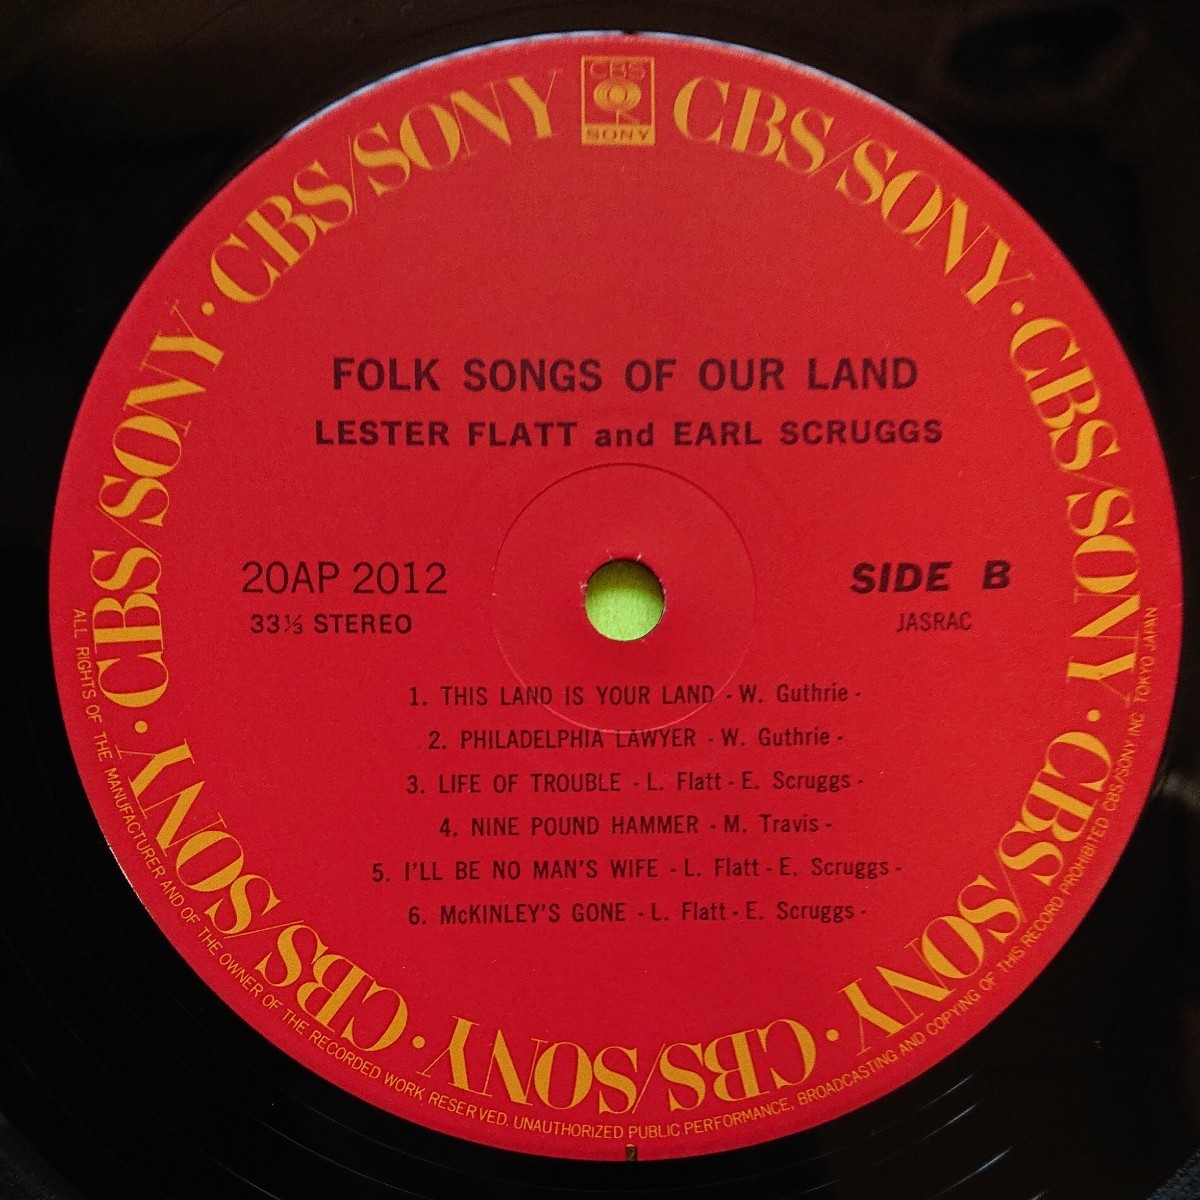 CBS
SONY
CBS/SONY · CBS/SONY · CBS/SONY · CBS/SONY · CBS/SONY · CBS/SONY · CBS/SONY · CBS/SONY
FOLK SONGS OF OUR LAND
LESTER FLATT and EARL SCRUGGS
20AP 2012
33⅓ STEREO
SIDE B
JASRAC
1. THIS LAND IS YOUR LAND - W. Guthrie -
2. PHILADELPHIA LAWYER - W. Guthrie -
3. LIFE OF TROUBLE - L. Flatt - E. Scruggs -
4. NINE POUND HAMMER - M. Travis -
5. I'LL BE NO MAN'S WIFE - L. Flatt - E. Scruggs -
6. McKINLEY'S GONE - L. Flatt - E. Scruggs -
ALL RIGHTS OF THE MANUFACTURER AND OF THE OWNER OF THE RECORDED WORK RESERVED. UNAUTHORIZED PUBLIC PERFORMANCE, BROADCASTING AND COPYING OF THIS RECORD PROHIBITED CBS/SONY INC TOKYO JAPAN